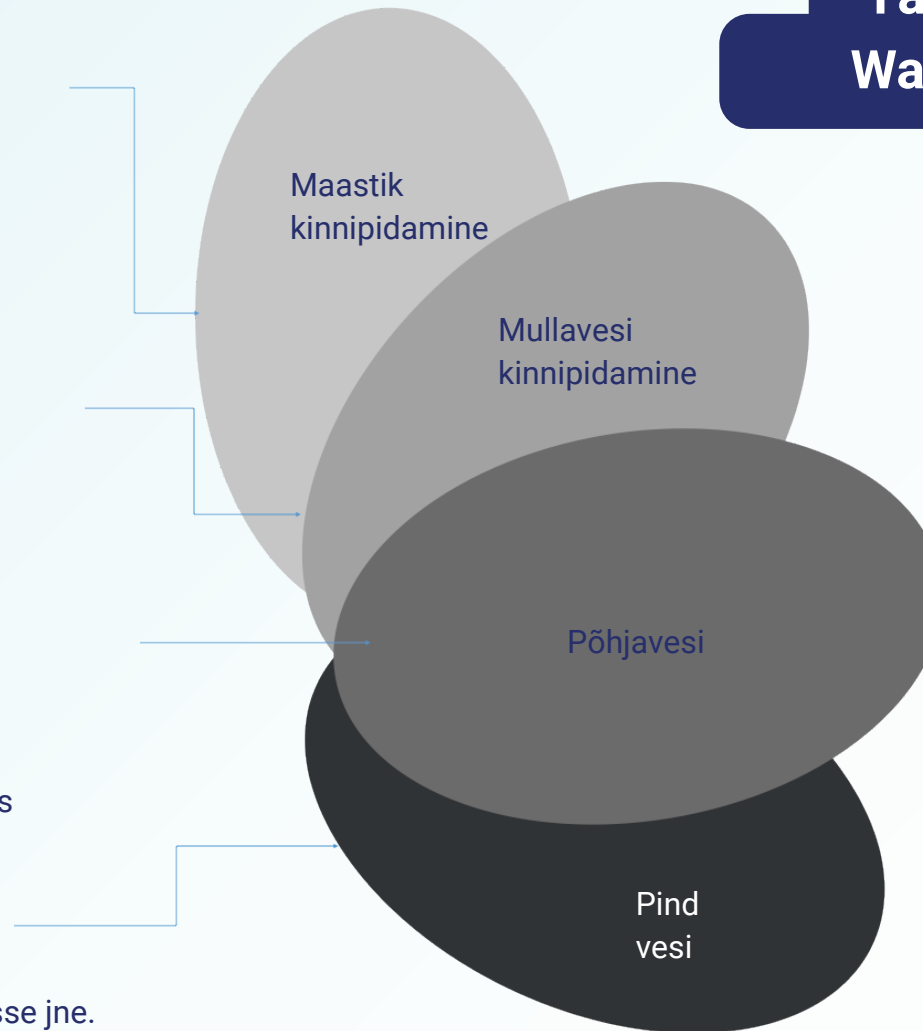 Wa
Maastik
kinnipidamine
Mullavesi
kinnipidamine
Põhjavesi
s
Pind
vesi
sse jne.